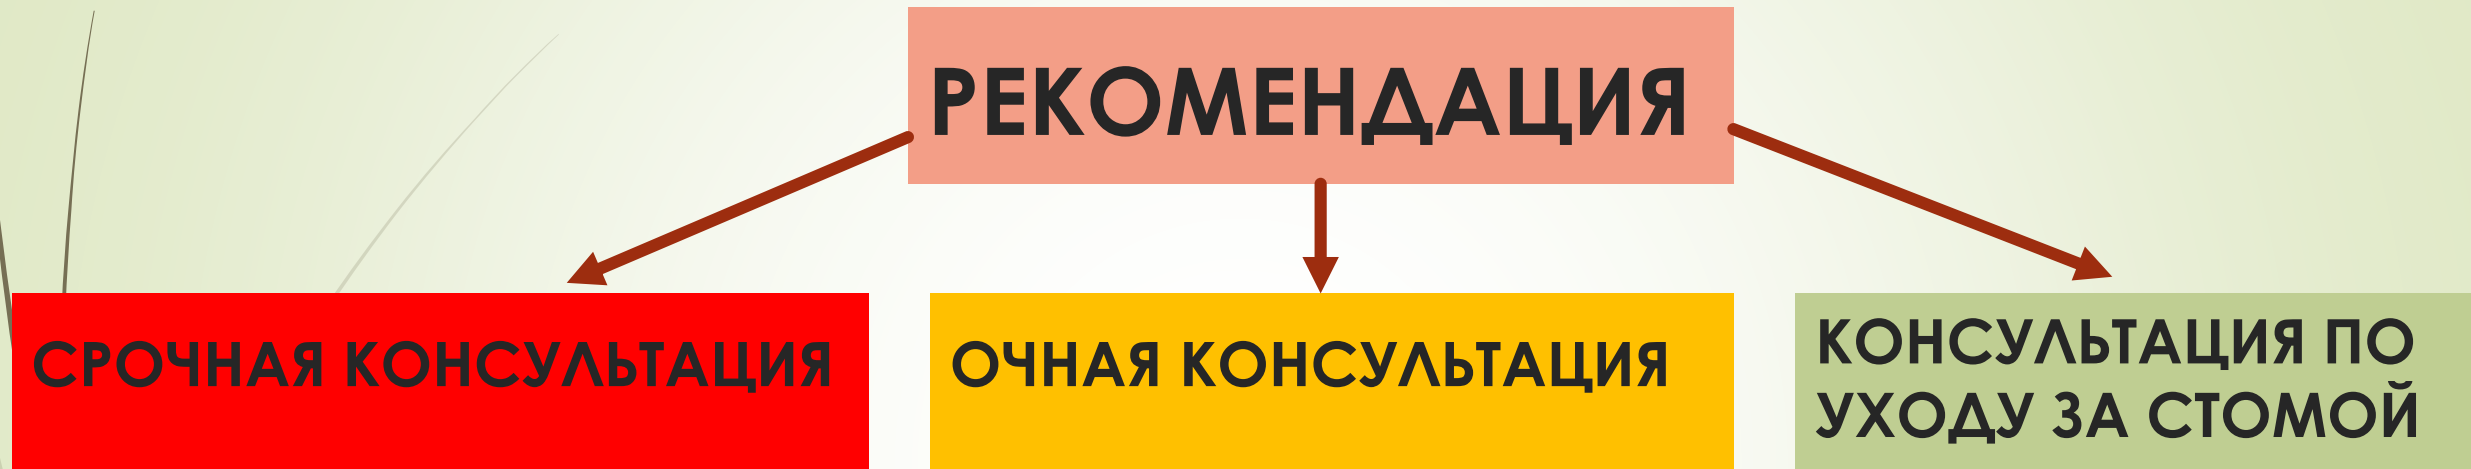 РЕКОМЕНДАЦИЯ
СРОЧНАЯ КОНСУЛЬТАЦИЯ
ОЧНАЯ КОНСУЛЬТАЦИЯ
КОНСУЛЬТАЦИЯ ПО
УХОДУ ЗА СТОМОЙ